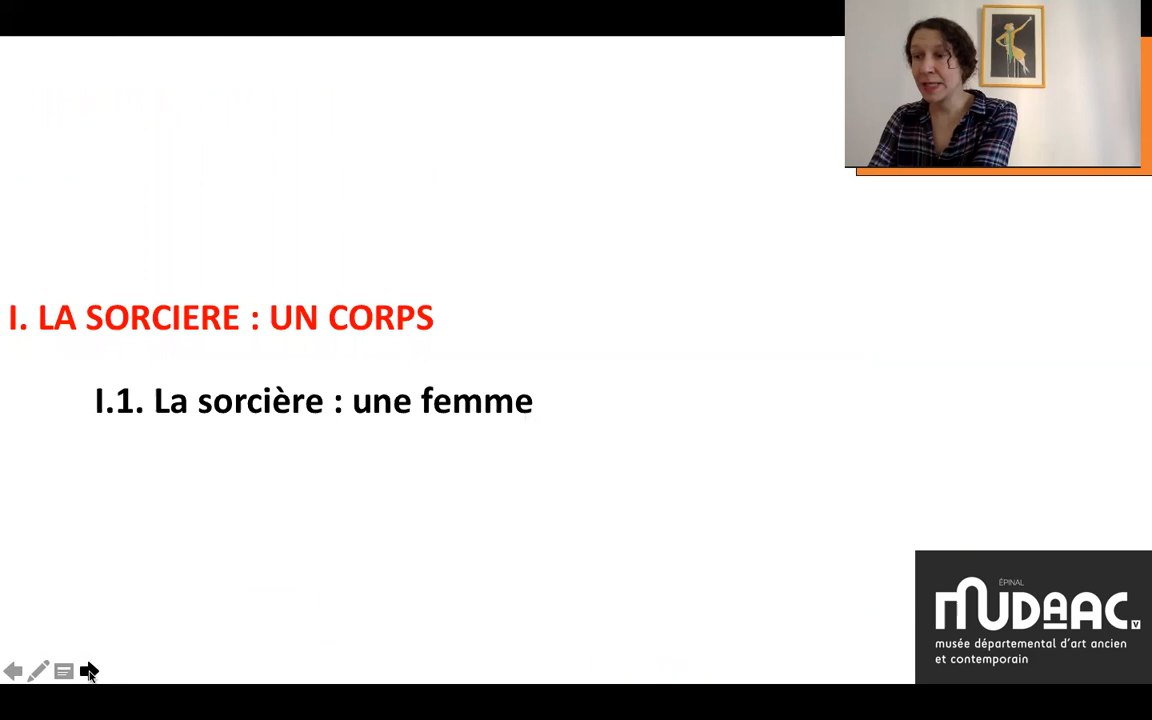 I. LA SORCIERE : UN CORPS
I.1. La sorcière : une femme
ÉPINAL
MUDAAC
V
musée départemental d'art ancien
et contemporain